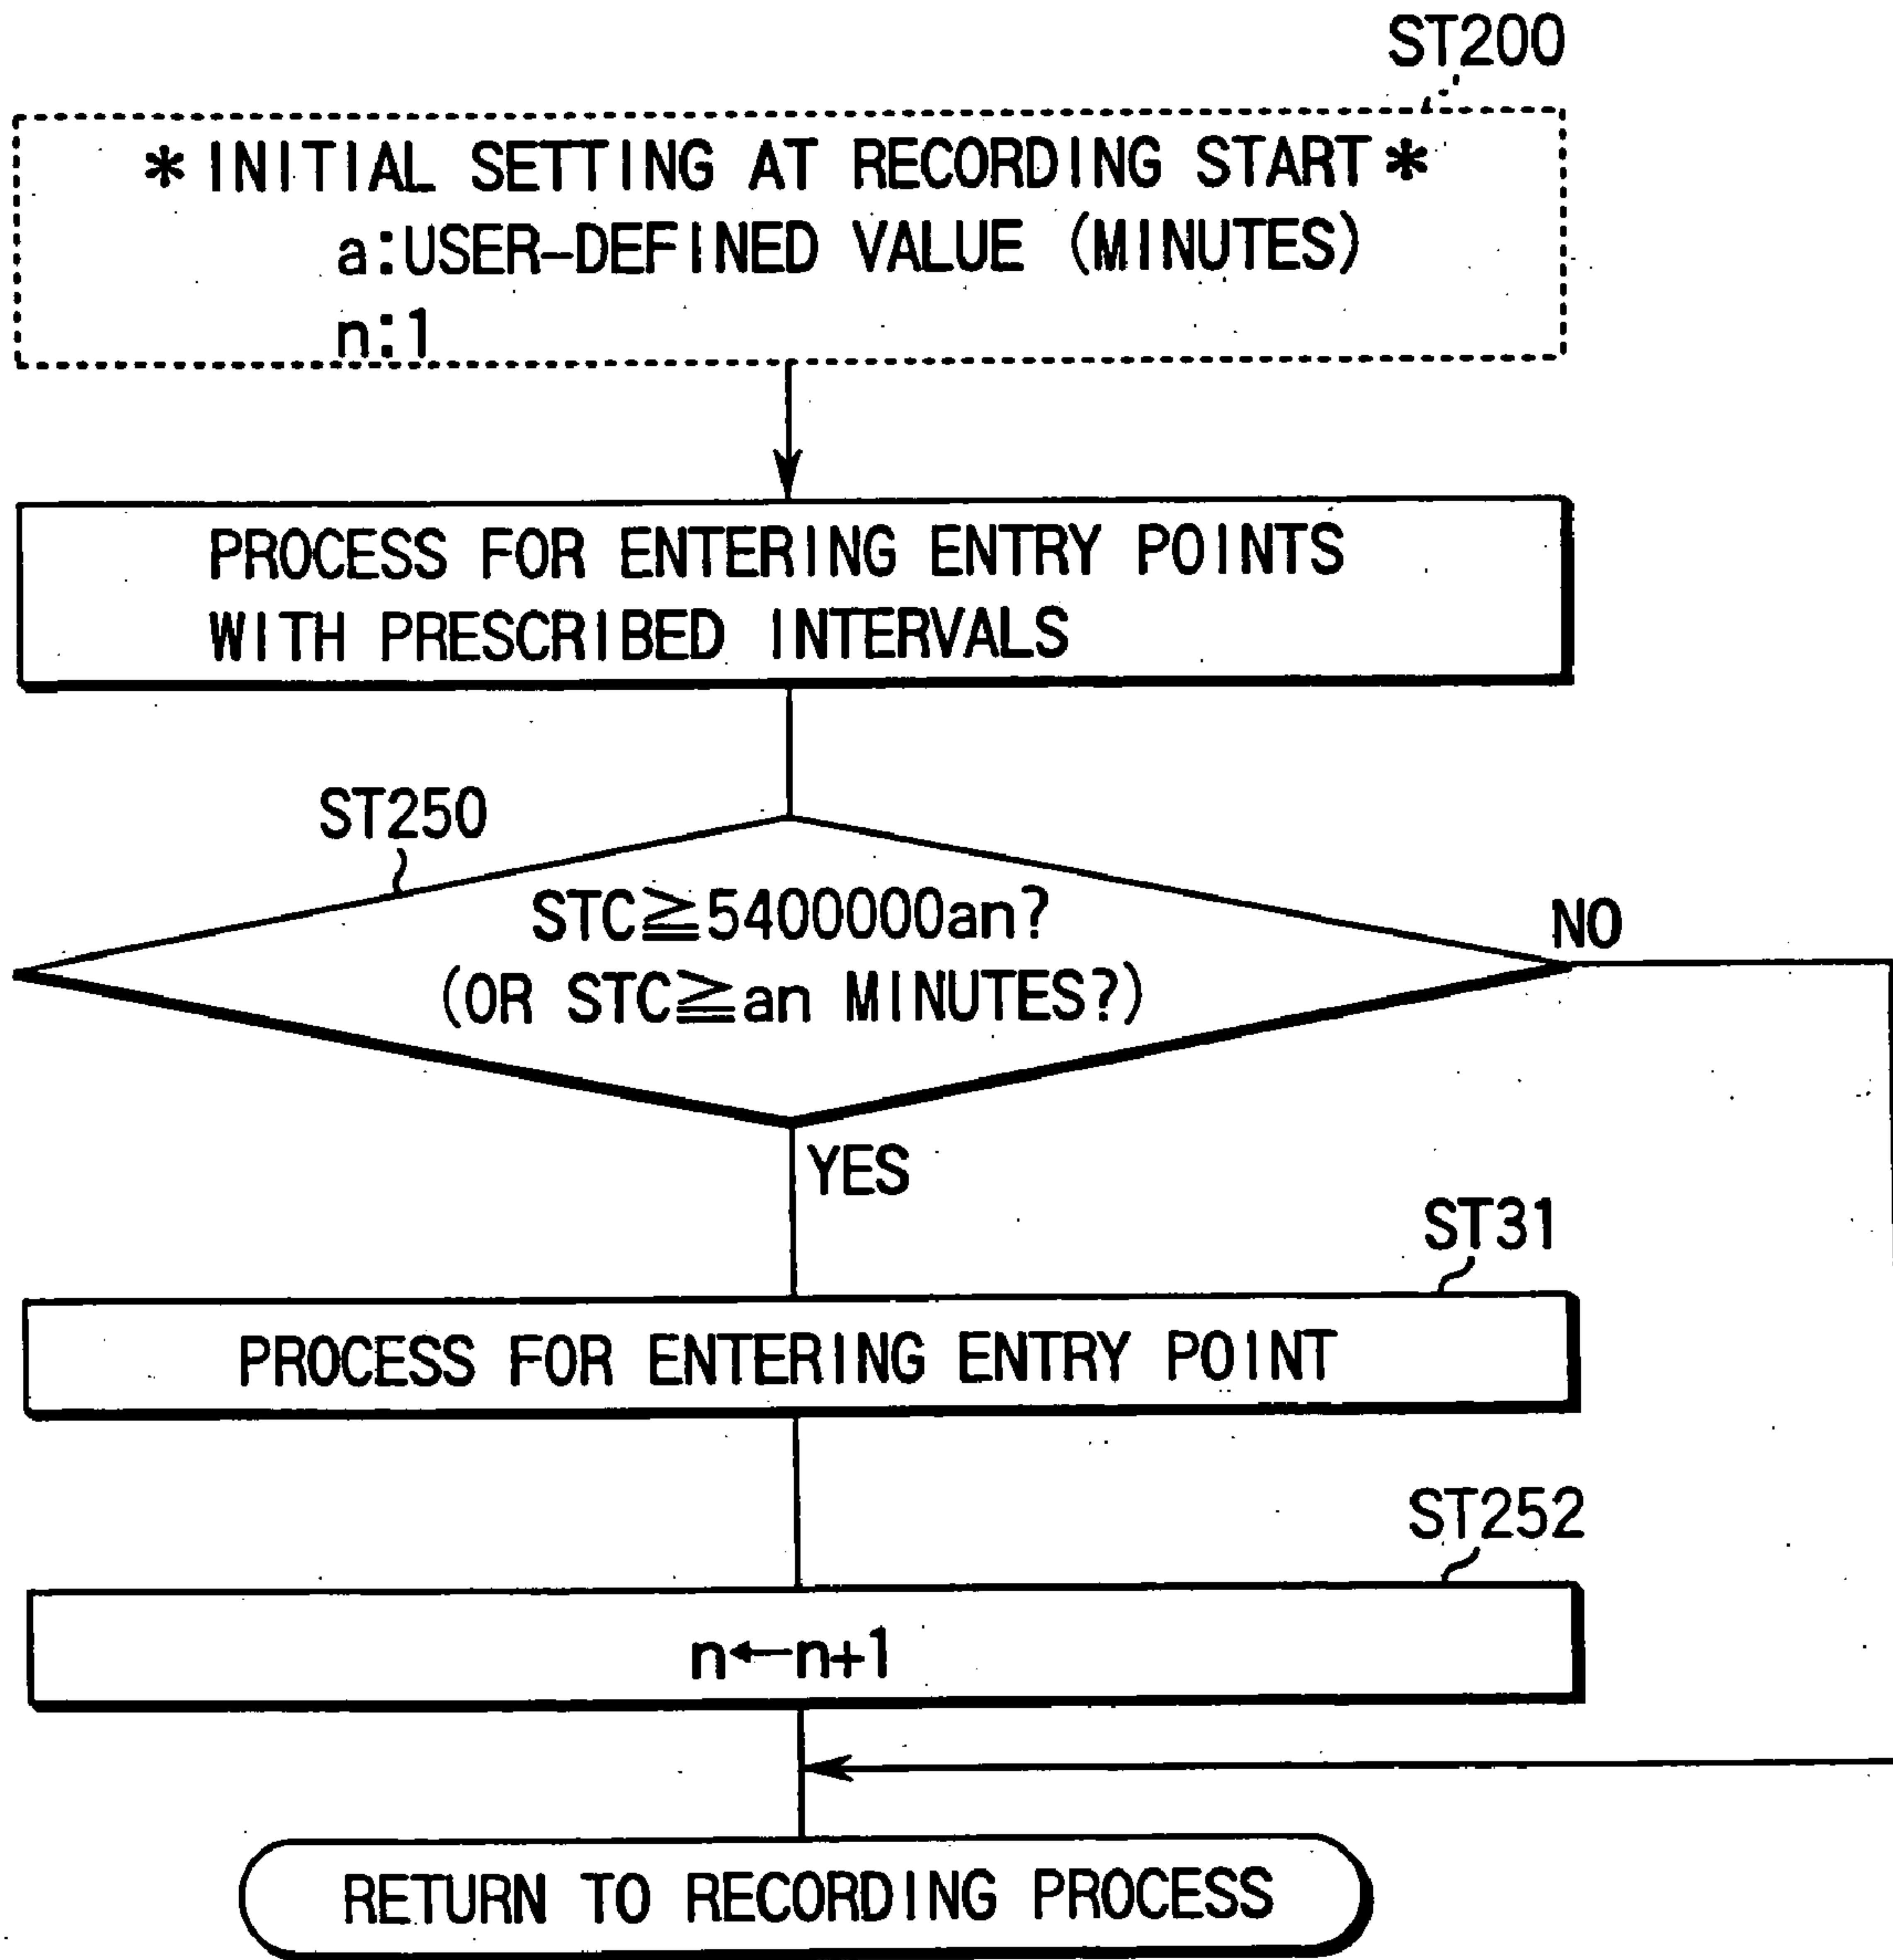 ST200
* INITIAL SETTING AT RECORDING START *
a:USER-DEFINED VALUE (MINUTES)
n:1
PROCESS FOR ENTERING ENTRY POINTS
WITH PRESCRIBED INTERVALS
ST250
STC≧5400000an?
(OR STC≧an MINUTES?)
NO
YES
ST31
PROCESS FOR ENTERING ENTRY POINT
ST252
n←n+1
RETURN TO RECORDING PROCESS